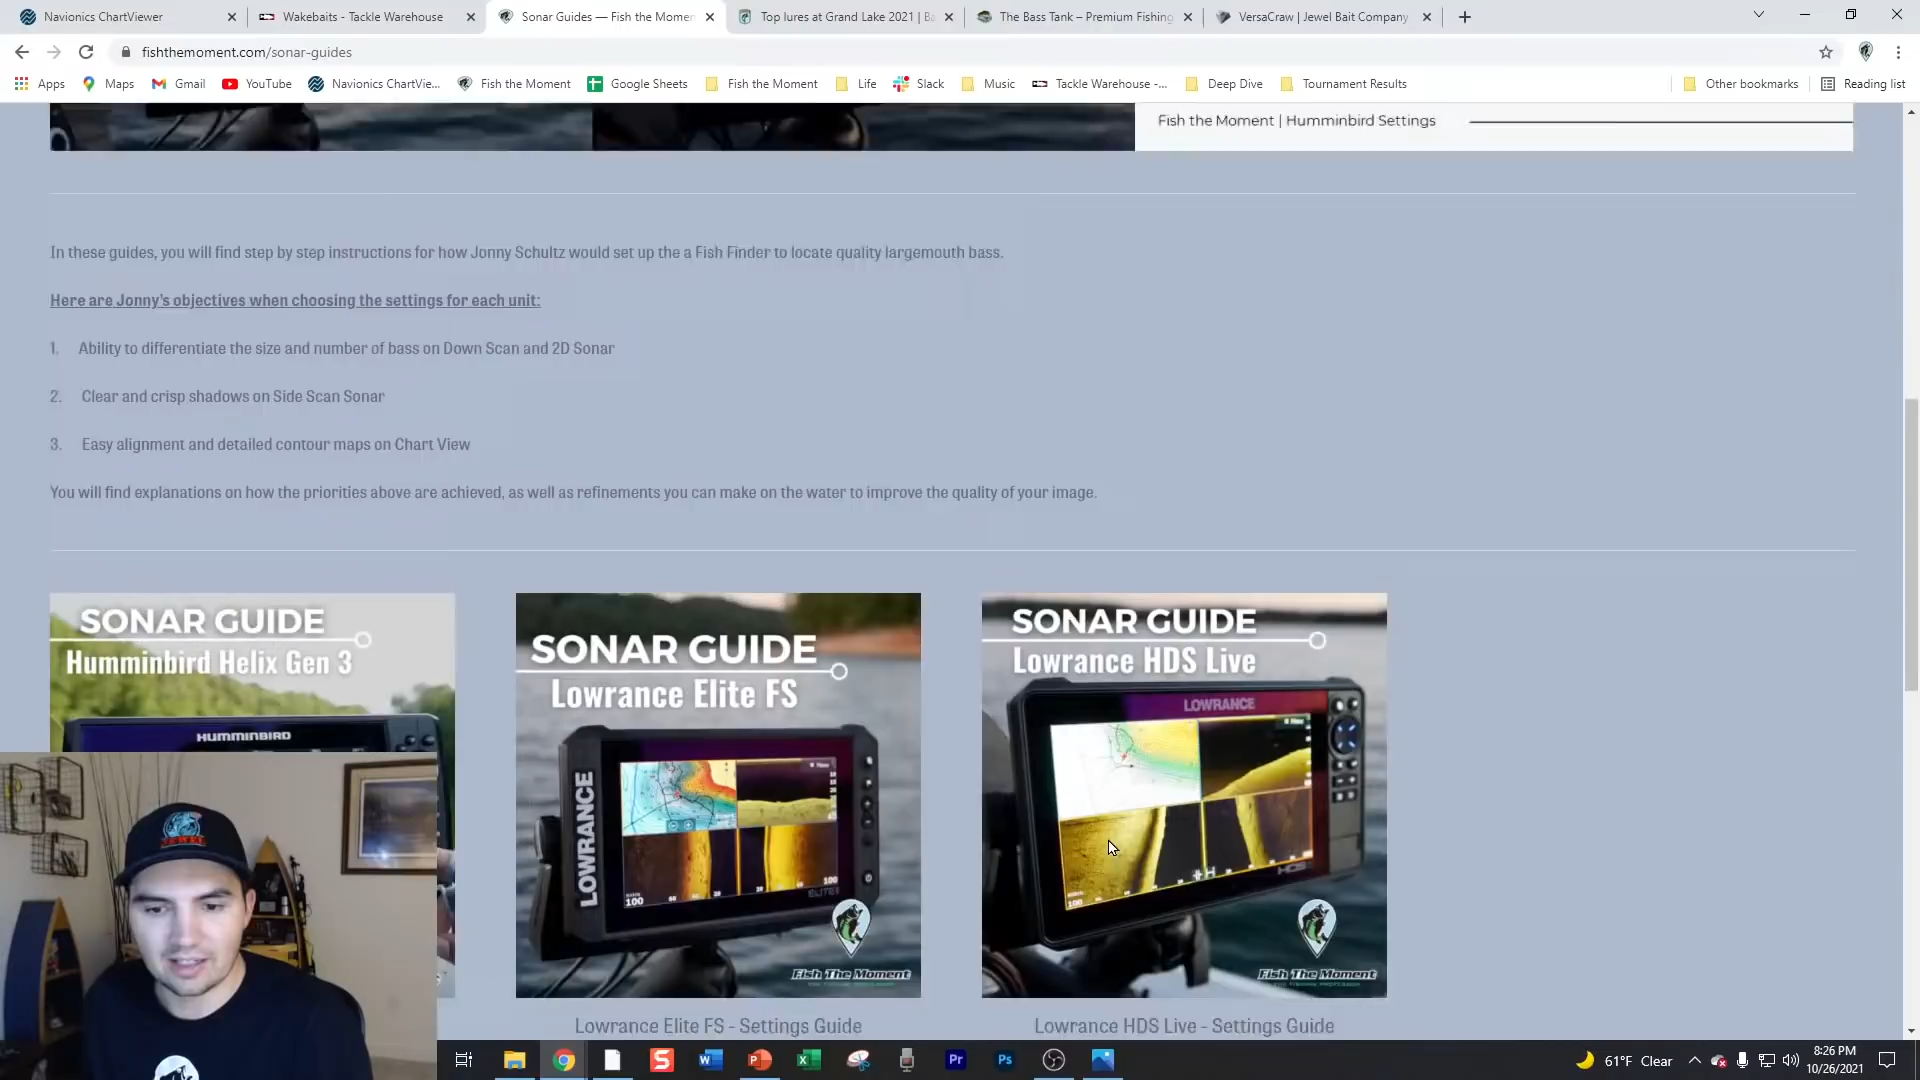 Navionics ChartViewer
Wakebaits - Tackle Warehouse
Sonar Guides — Fish the Momen
Top lures at Grand Lake 2021 | Ba
The Bass Tank – Premium Fishing
VersaCraw | Jewel Bait Company
fishthemoment.com/sonar-guides
Apps Maps Gmail YouTube Navionics ChartVie... Fish the Moment Google Sheets Fish the Moment Life Slack Music Tackle Warehouse -... Deep Dive Tournament Results Other bookmarks Reading list
Fish the Moment | Humminbird Settings
In these guides, you will find step by step instructions for how Jonny Schultz would set up the a Fish Finder to locate quality largemouth bass.
Here are Jonny's objectives when choosing the settings for each unit:
1. Ability to differentiate the size and number of bass on Down Scan and 2D Sonar
2. Clear and crisp shadows on Side Scan Sonar
3. Easy alignment and detailed contour maps on Chart View
You will find explanations on how the priorities above are achieved, as well as refinements you can make on the water to improve the quality of your image.
SONAR GUIDE
Humminbird Helix Gen 3
HUMMINBIRD
SONAR GUIDE
Lowrance Elite FS
LOWRANCE
100
100
ELITE
Fish The Moment
Lowrance Elite FS - Settings Guide
SONAR GUIDE
Lowrance HDS Live
LOWRANCE
100
HDS
Fish The Moment
Lowrance HDS Live - Settings Guide
JEWEL
61°F Clear
8:26 PM
10/26/2021